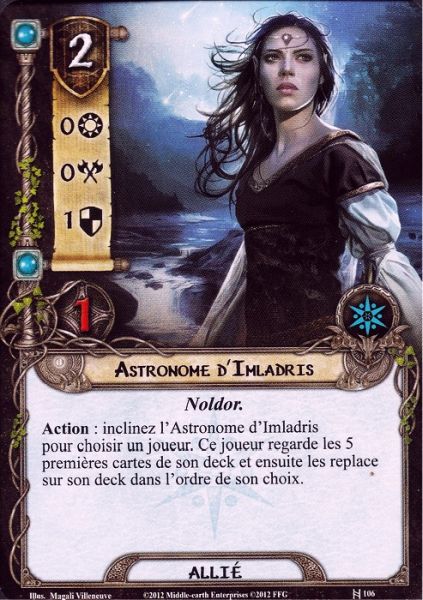 2
0
0
1
1
Astronome d'Imladris
Noldor.
Action : inclinez l'Astronome d'Imladris
pour choisir un joueur. Ce joueur regarde les 5
premières cartes de son deck et ensuite les replace
sur son deck dans l'ordre de son choix.
ALLIÉ
Illus. Magali Villeneuve ©2012 Middle-earth Enterprises ©2012 FFG 106